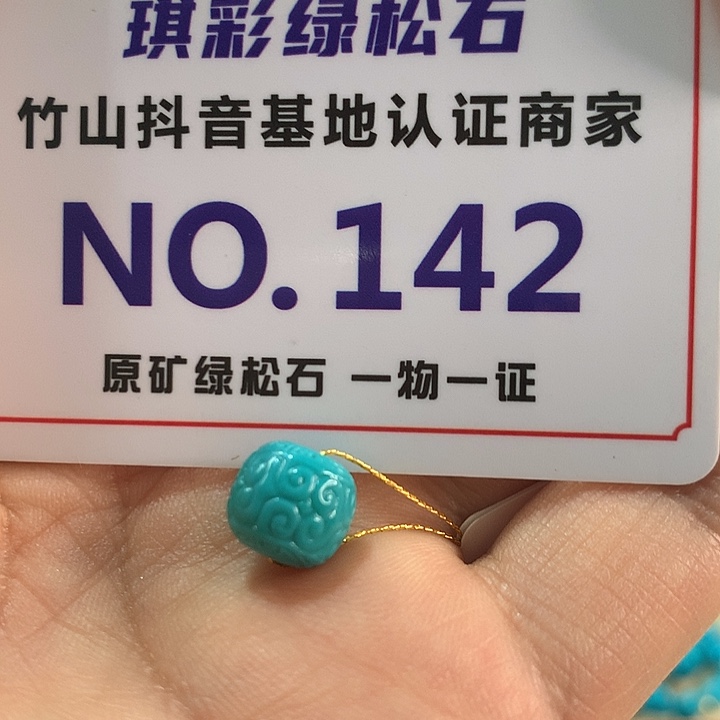 琪彩绿松石
竹山抖音基地认证商家
NO.142
原矿绿松石 一物一证